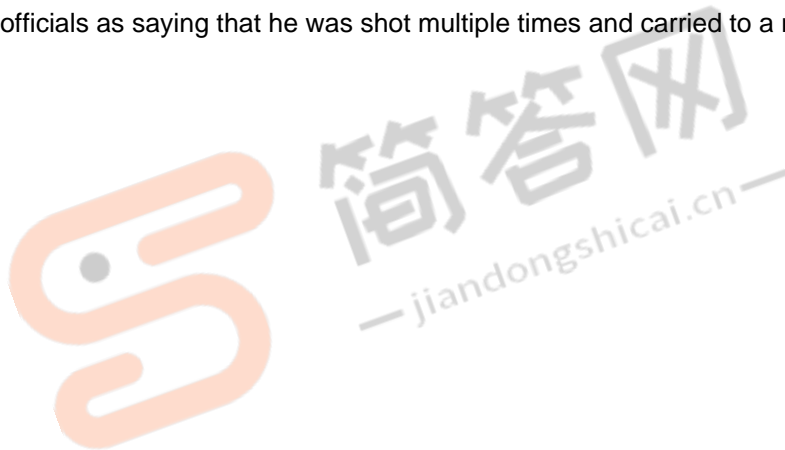 officials as saying that he was shot multiple times and carried to a
简答网
— jiandongshicai.cn —